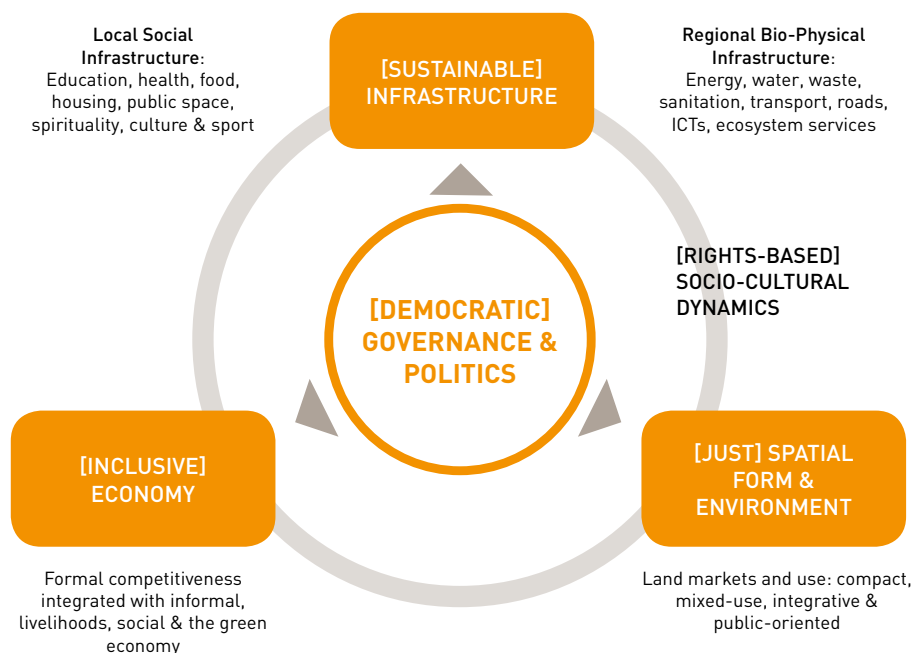 Local Social
Infrastructure:
Education, health, food,
housing, public space,
spirituality, culture & sport
[SUSTAINABLE]
INFRASTRUCTURE
Regional Bio-Physical
Infrastructure:
Energy, water, waste,
sanitation, transport, roads,
ICTs, ecosystem services
[RIGHTS-BASED]
SOCIO-CULTURAL
DYNAMICS
[DEMOCRATIC]
GOVERNANCE &
POLITICS
[INCLUSIVE]
ECONOMY
[JUST] SPATIAL
FORM &
ENVIRONMENT
Formal competitiveness
integrated with informal,
livelihoods, social & the green
economy
Land markets and use: compact,
mixed-use, integrative &
public-oriented